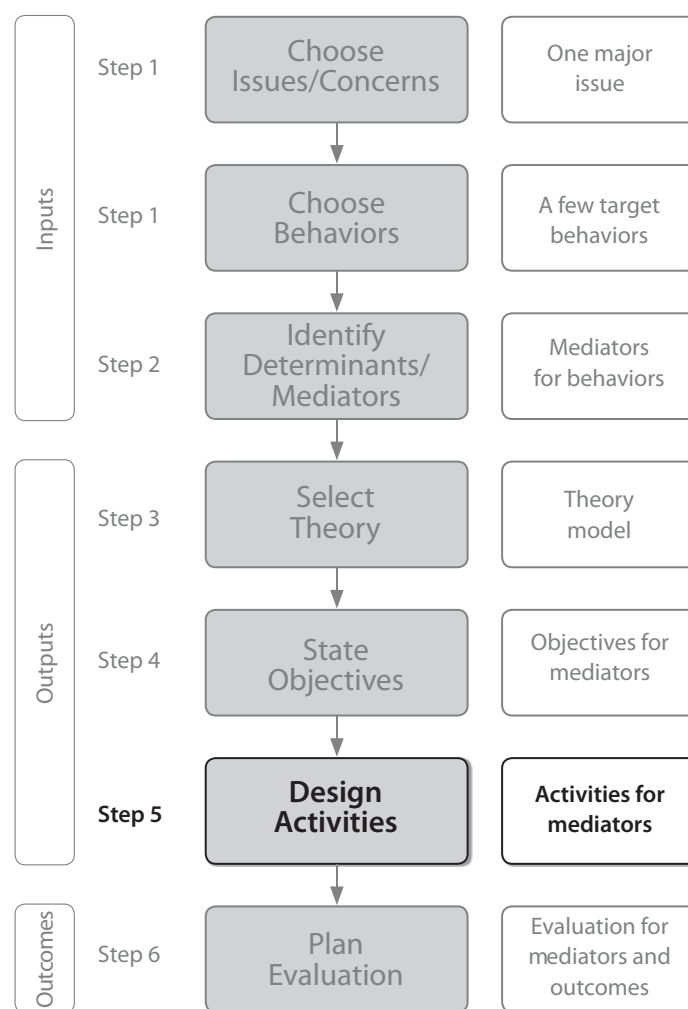 Inputs
Step 1
Choose
Issues/Concerns
One major
issue
Step 1
Choose
Behaviors
A few target
behaviors
Step 2
Identify
Determinants/
Mediators
Mediators
for behaviors
Outputs
Step 3
Select
Theory
Theory
model
Step 4
State
Objectives
Objectives for
mediators
Step 5
Design
Activities
Activities for
mediators
Outcomes
Step 6
Plan
Evaluation
Evaluation for
mediators and
outcomes